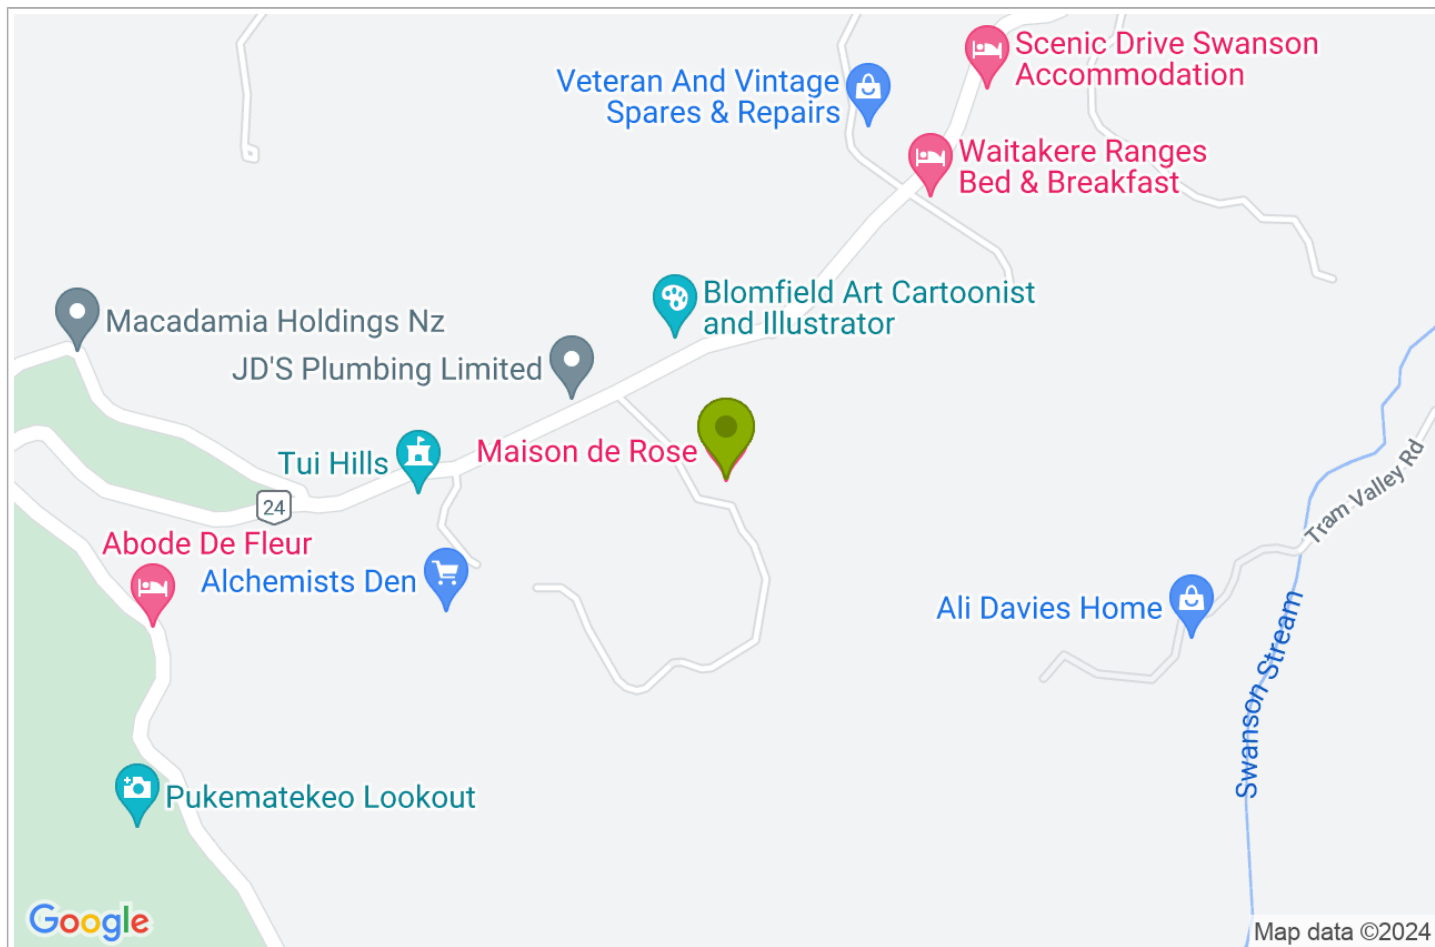 Scenic Drive Swanson
Accommodation
Veteran And Vintage
Spares & Repairs
Waitakere Ranges
Bed & Breakfast
Blomfield Art Cartoonist
and Illustrator
Macadamia Holdings Nz
JD'S Plumbing Limited
Maison de Rose
Tui Hills
24
Tram Valley Rd
Abode De Fleur
Alchemists Den
Ali Davies Home
Swanson Stream
Pukematekeo Lookout
Google
Map data ©2024